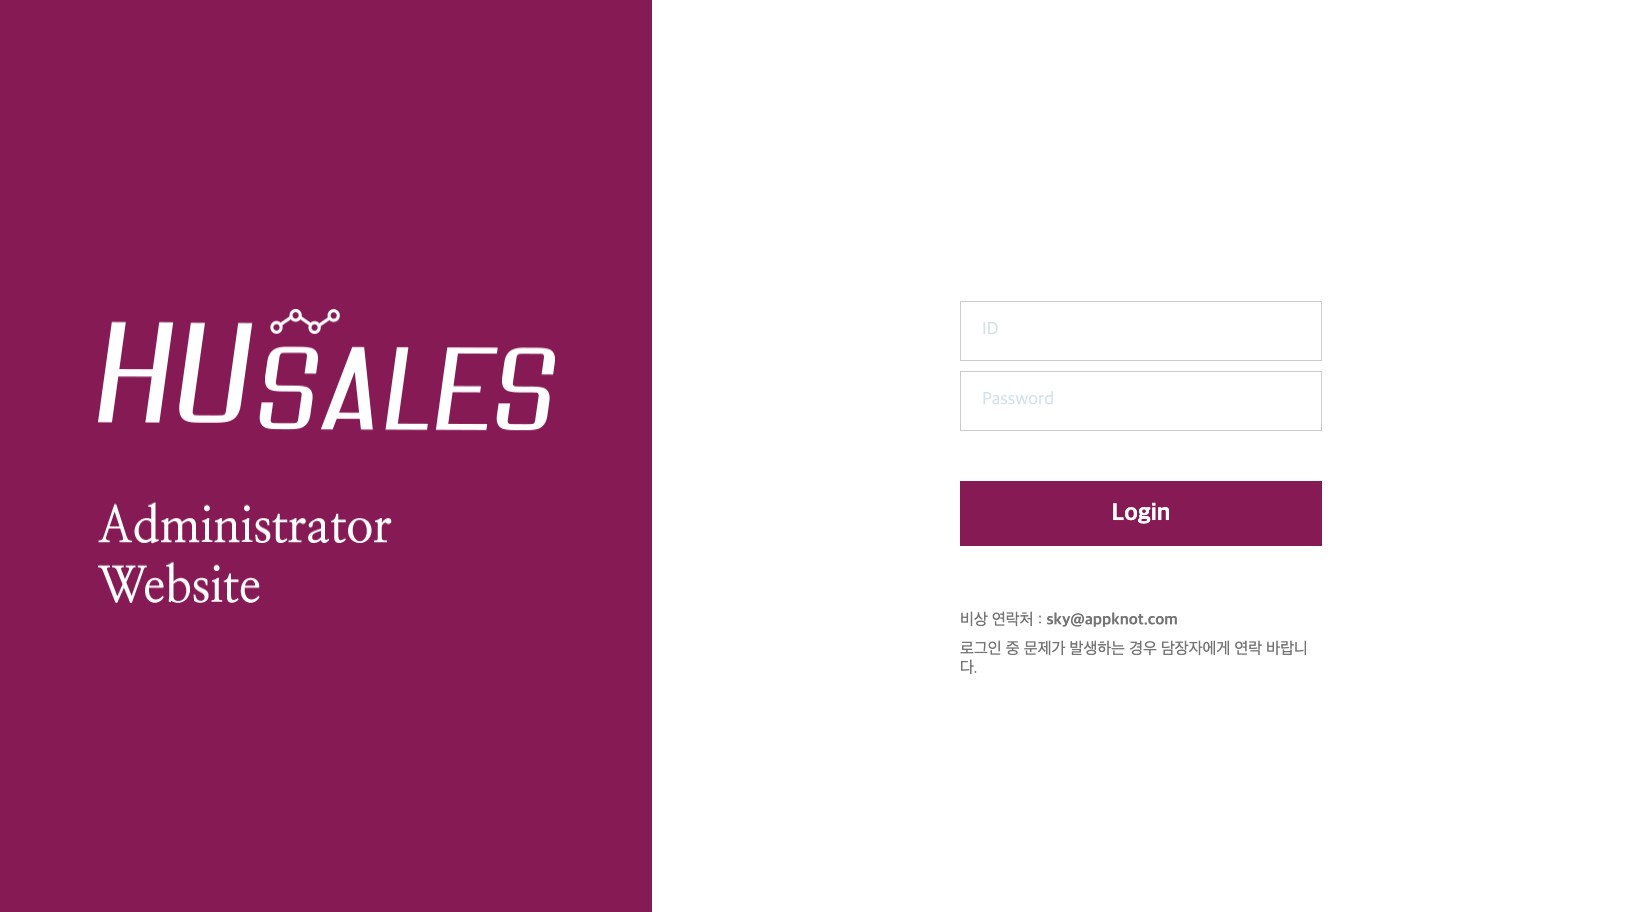 HUSALES
Administrator
Website
ID
Password
Login
비상 연락처 : sky@appknot.com
로그인 중 문제가 발생하는 경우 담장자에게 연락 바랍니
다.